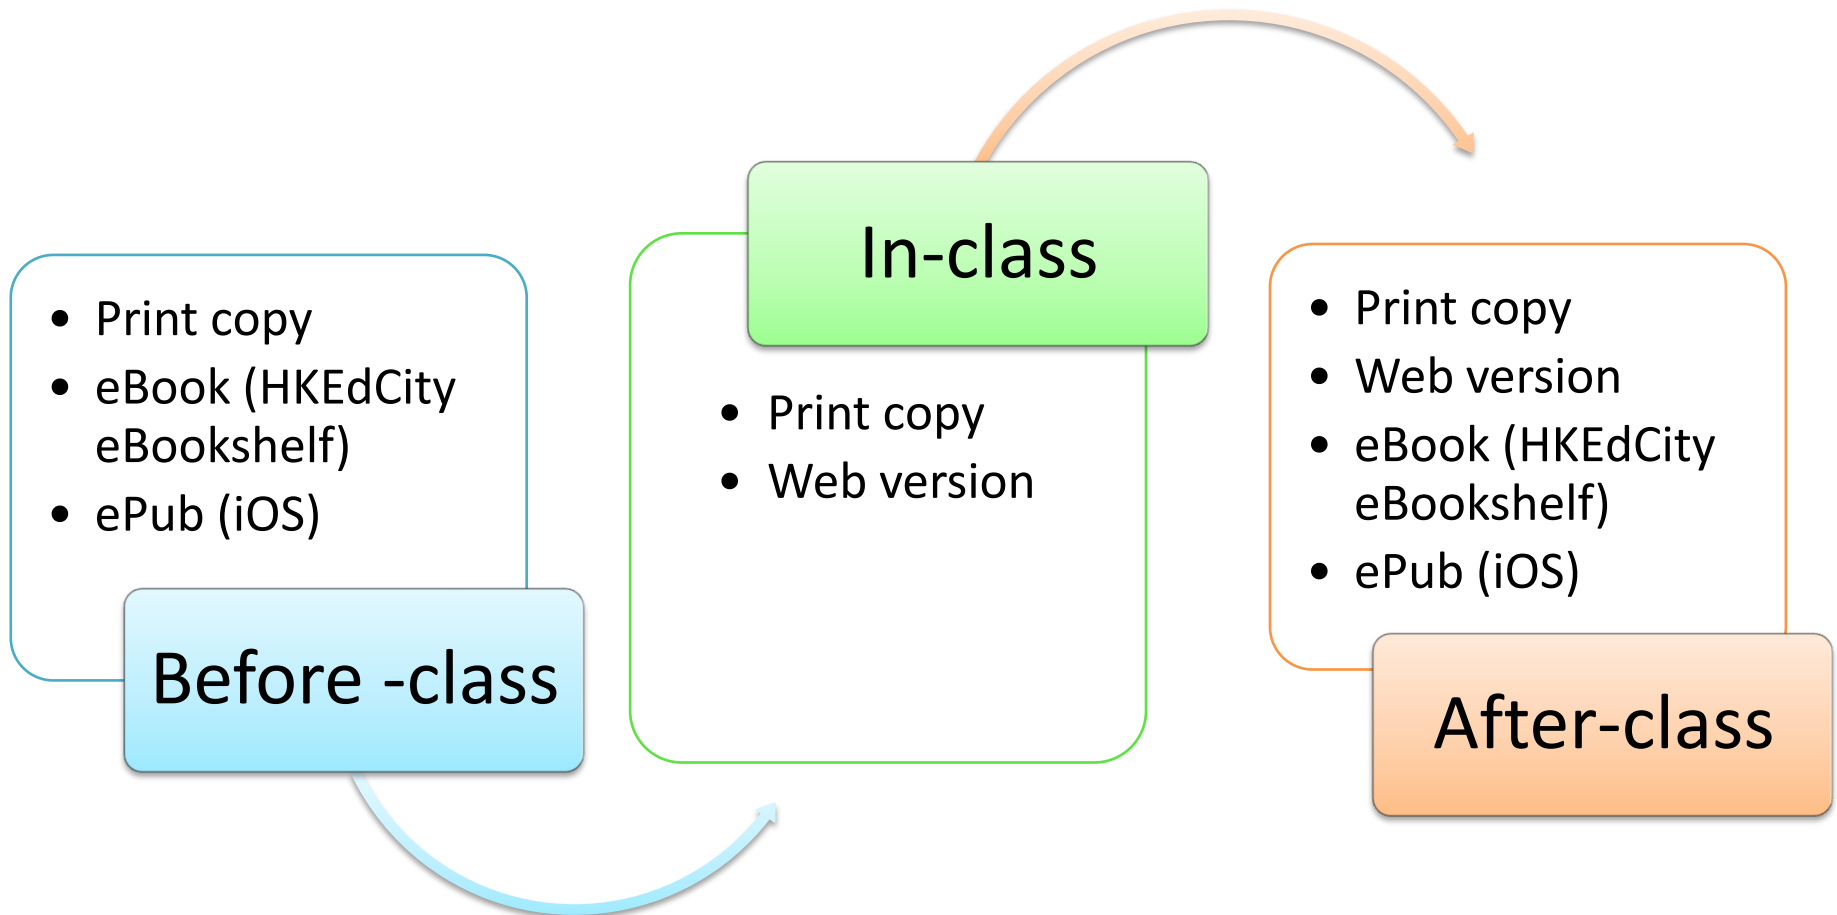 • Print copy
• eBook (HKEdCity
eBookshelf)
• ePub (iOS)
Before -class
In-class
• Print copy
• Web version
• Print copy
• Web version
• eBook (HKEdCity
eBookshelf)
• ePub (iOS)
After-class